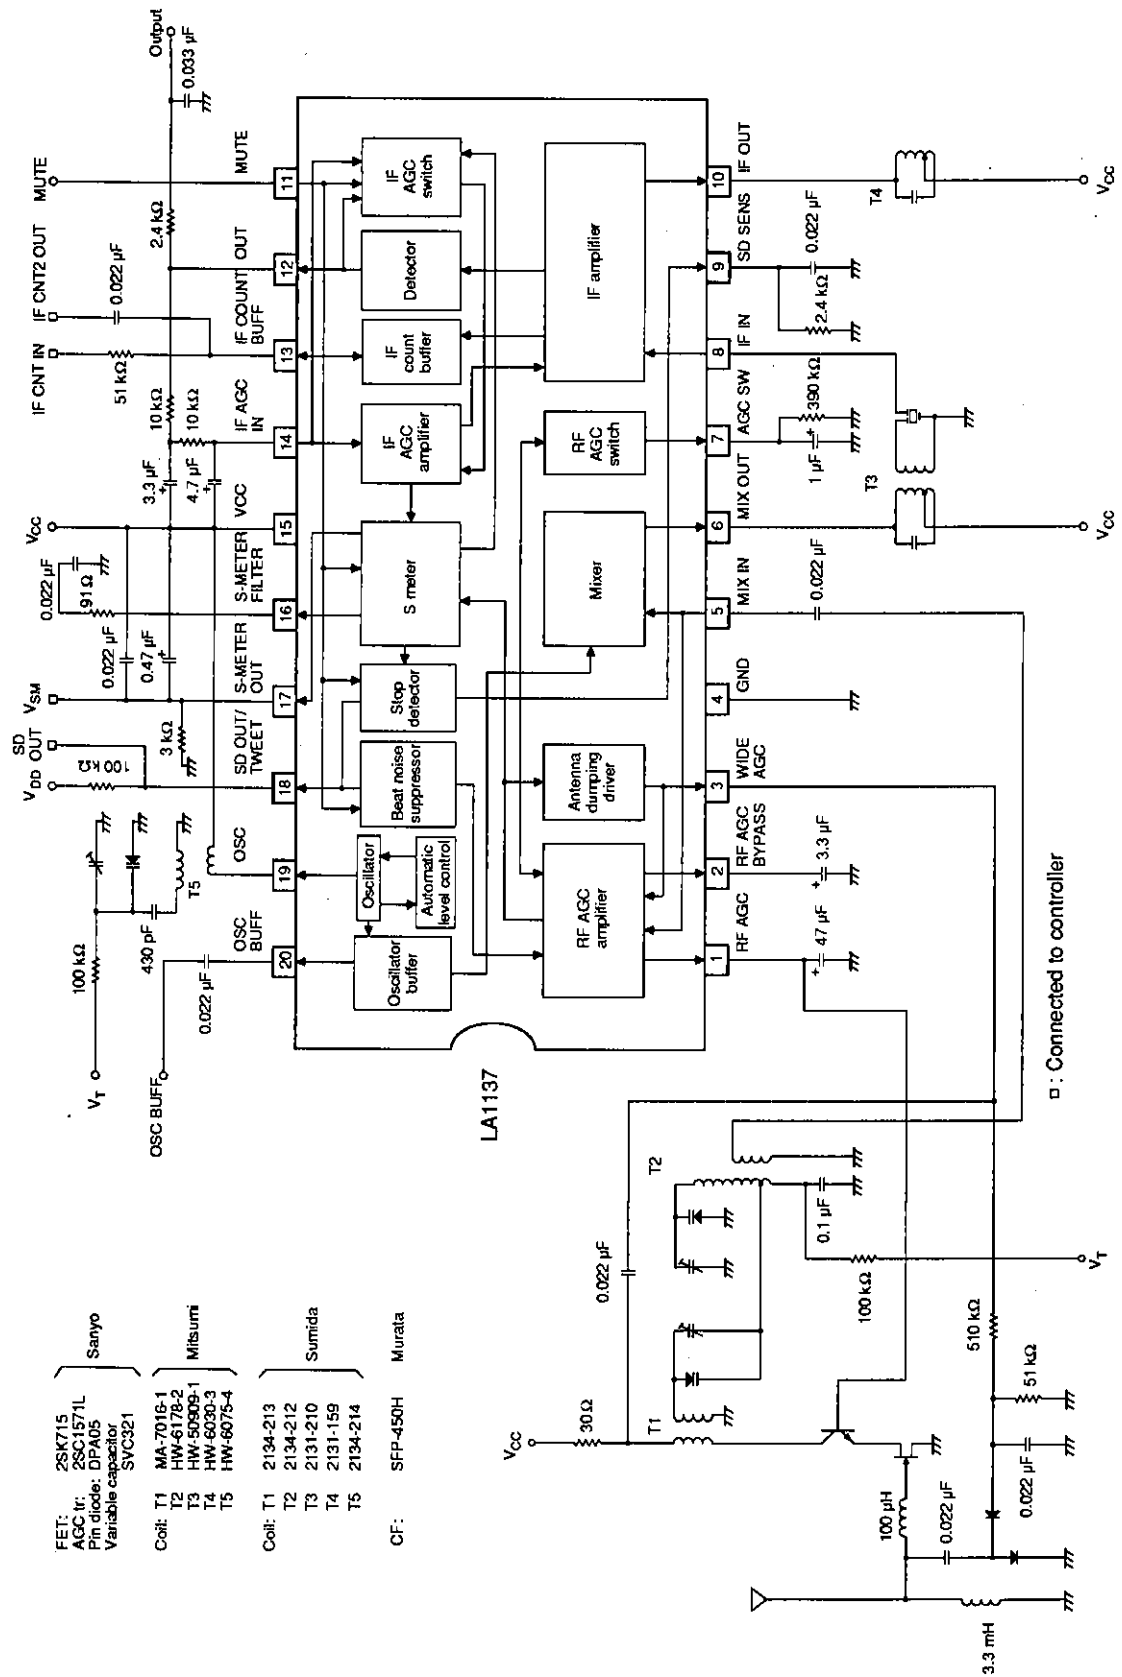 Output
0.033 µF
MUTE
2.4 kΩ
IF CNT2 OUT
0.022 µF
IF CNT IN
51 kΩ
10 kΩ
10 kΩ
3.3 µF
+
4.7 µF
+
VCC
0.022 µF
91 Ω
0.022 µF
0.47 µF
+
VSM
3 kΩ
SD OUT
VDD
100 kΩ
T5
430 pF
100 kΩ
VT
0.022 µF
OSC BUFF
MUTE
OUT
IF COUNT BUFF
IF AGC IN
VCC
S-METER FILTER
S-METER OUT
SD OUT/ TWEET
OSC
OSC BUFF
11
12
13
14
15
16
17
18
19
20
IF AGC switch
Detector
IF count buffer
IF AGC amplifier
S meter
Stop detector
Beat noise suppressor
Oscillator
Automatic level control
Oscillator buffer
IF amplifier
RF AGC switch
Mixer
Antenna dumping driver
RF AGC amplifier
10
9
8
7
6
5
4
3
2
1
IF OUT
SD SENS
IF IN
AGC SW
MIX OUT
MIX IN
GND
WIDE AGC
RF AGC BYPASS
RF AGC
T4
VCC
0.022 µF
2.4 kΩ
390 kΩ
1 µF
+
T3
VCC
0.022 µF
3.3 µF
+
47 µF
+
LA1137
□ : Connected to controller
T2
0.1 µF
100 kΩ
VT
0.022 µF
510 kΩ
51 kΩ
T1
30 Ω
VCC
0.022 µF
100 µH
0.022 µF
3.3 mH
FET: 2SK715
AGC tr: 2SC1571L
Pin diode: DPA05
Variable capacitor
SVC321
Sanyo
Coil: T1 MA-7016-1
T2 HW-6178-2
T3 HW-50909-1
T4 HW-6030-3
T5 HW-6075-4
Mitsumi
Coil: T1 2134-213
T2 2134-212
T3 2131-210
T4 2131-159
T5 2134-214
Sumida
CF: SFP-450H Murata